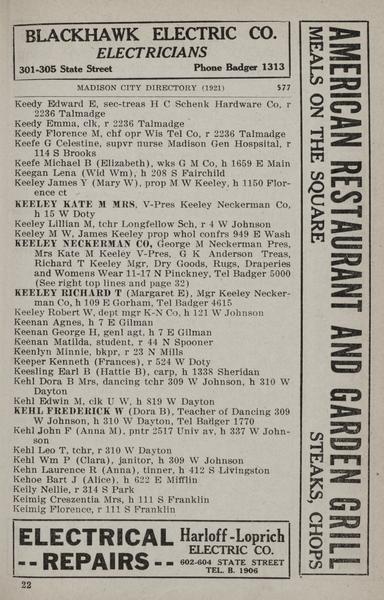 BLACKHAWK ELECTRIC CO.
ELECTRICIANS
301-305 State Street Phone Badger 1313
MADISON CITY DIRECTORY (1921) 577
Keedy Edward E, sec-treas H C Schenk Hardware Co, r
2236 Talmadge
Keedy Emma, clk, r 2236 Talmadge
Keedy Florence M, chf opr Wis Tel Co, r 2236 Talmadge
Keefe G Celestine, supvr nurse Madison Gen Hospital, r
114 S Brooks
Keefe Michael B (Elizabeth), wks G M Co, h 1659 E Main
Keegan Lena (Wid Wm), h 208 S Fairchild
Keeley James Y (Mary W), prop M W Keeley, h 1150 Flor-
ence ct
KEELEY KATE M MRS, V-Pres Keeley Neckerman Co,
h 15 W Doty
Keeley Lillian M, tchr Longfellow Sch, r 4 W Johnson
Keeley M W, James Keeley prop whol confrs 949 E Wash
KEELEY NECKERMAN CO, George M Neckerman Pres,
Mrs Kate M Keeley V-Pres, G K Anderson Treas,
Richard T Keeley Mgr, Dry Goods, Rugs, Draperies
and Womens Wear 11-17 N Pinckney, Tel Badger 5000
(See right top lines and page 32)
KEELEY RICHARD T (Margaret E), Mgr Keeley Necker-
man Co, h 109 E Gorham, Tel Badger 4615
Keeley Robert W, dept mgr K-N Co, h 121 W Johnson
Keenan Agnes, h 7 E Gilman
Keenan George H, genl agt, h 7 E Gilman
Keenan Matilda, student, r 44 N Spooner
Keenlyn Minnie, bkpr, r 23 N Mills
Keeper Kenneth (Frances), r 524 W Doty
Keesling Earl B (Hattie B), carp, h 1338 Sheridan
Kehl Dora B Mrs, dancing tchr 309 W Johnson, h 310 W
Dayton
Kehl Edwin M, clk U W, h 819 W Dayton
KEHL FREDERICK W (Dora B), Teacher of Dancing 309
W Johnson, h 310 W Dayton, Tel Badger 1770
Kehl John F (Anna M), pntr 2517 Univ av, h 337 W John-
son
Kehl Leo T, tchr, r 310 W Dayton
Kehl Wm P (Clara), janitor, h 309 W Johnson
Kehn Laurence R (Anna), tinner, h 412 S Livingston
Kehoe Bart J (Alice), h 622 E Mifflin
Keily Nellie, r 314 S Park
Keimig Creszentia Mrs, h 111 S Franklin
Keimig Florence, r 111 S Franklin
ELECTRICAL
-- REPAIRS --
Harloff-Loprich
ELECTRIC CO.
602-604 STATE STREET
TEL. B. 1906
22
AMERICAN RESTAURANT AND GARDEN GRILL
MEALS ON THE SQUARE STEAKS, CHOPS